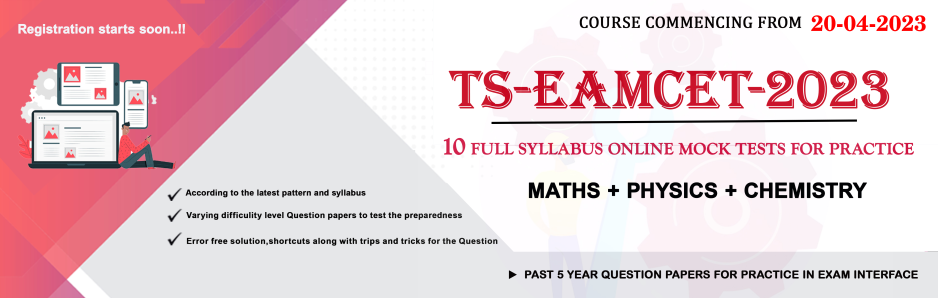 Registration starts soon..!!
COURSE COMMENCING FROM 20-04-2023
TS-EAMCET-2023
10 FULL SYLLABUS ONLINE MOCK TESTS FOR PRACTICE
MATHS + PHYSICS + CHEMISTRY
According to the latest pattern and syllabus
Varying difficulity level Question papers to test the preparedness
Error free solution,shortcuts along with trips and tricks for the Question
PAST 5 YEAR QUESTION PAPERS FOR PRACTICE IN EXAM INTERFACE